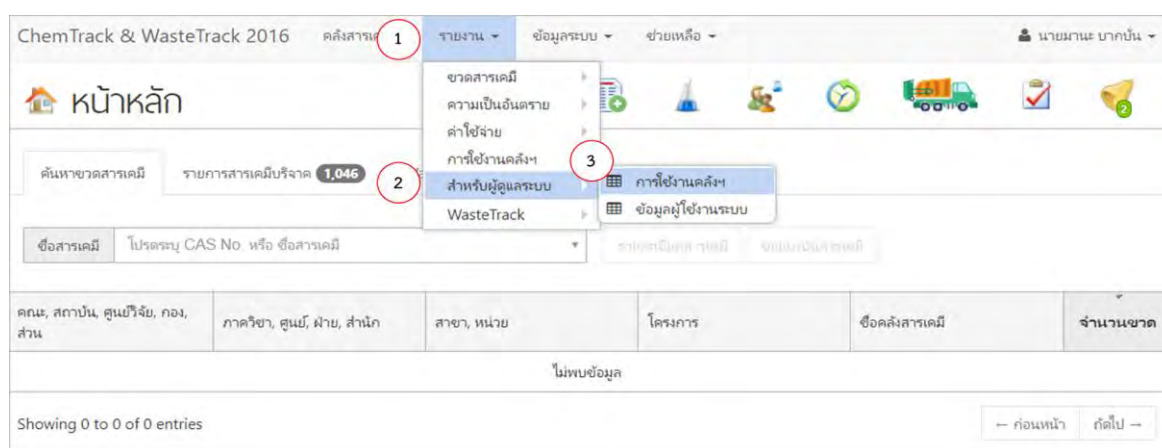 ChemTrack & WasteTrack 2016
1
รายงาน
ข้อมูลระบบ
ช่วยเหลือ
นายมานะ บากบั่น
หน้าหลัก
2
ขวดสารเคมี
ความเป็นอันตราย
ค่าใช้จ่าย
การใช้งานคลังฯ
3
ค้นหาขวดสารเคมี
รายการสารเคมีบริจาค 1,046
2
สำหรับผู้ดูแลระบบ
การใช้งานคลังฯ
WasteTrack
ข้อมูลผู้ใช้งานระบบ
ชื่อสารเคมี
โปรดระบุ CAS No. หรือ ชื่อสารเคมี
คณะ, สถาบัน, ศูนย์วิจัย, กอง,
ส่วน
ภาควิชา, ศูนย์, ฝ่าย, สำนัก
สาขา, หน่วย
โครงการ
ชื่อคลังสารเคมี
จำนวนขวด
ไม่พบข้อมูล
Showing 0 to 0 of 0 entries
← ก่อนหน้า
ถัดไป →